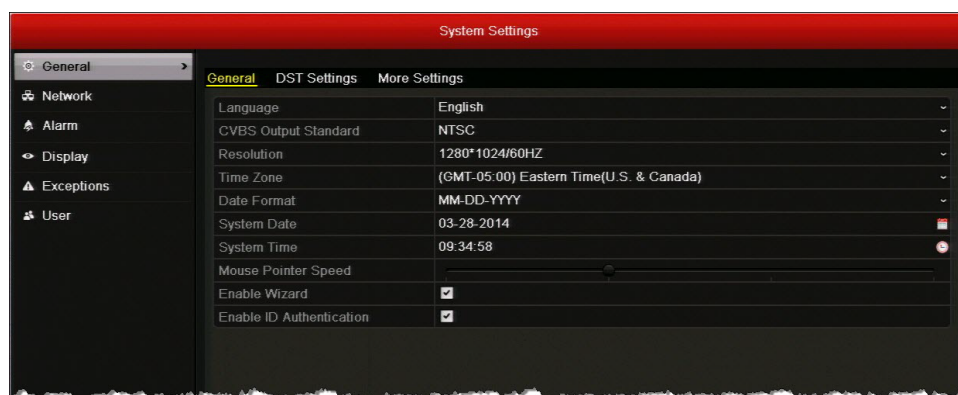 System Settings
General
Network
Alarm
Display
Exceptions
User
General DST Settings More Settings
Language English
CVBS Output Standard NTSC
Resolution 1280*1024/60HZ
Time Zone (GMT-05:00) Eastern Time(U.S. & Canada)
Date Format MM-DD-YYYY
System Date 03-28-2014
System Time 09:34:58
Mouse Pointer Speed
Enable Wizard
Enable ID Authentication